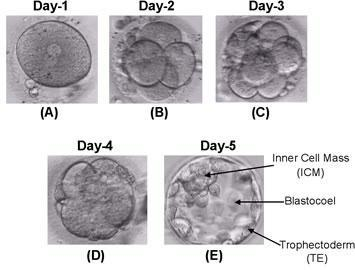 Day-1
Day-2
Day-3
(A)
(B)
(C)
Day-4
Day-5
Inner Cell Mass
(ICM)
Blastocoel
Trophectoderm
(TE)
(D)
(E)